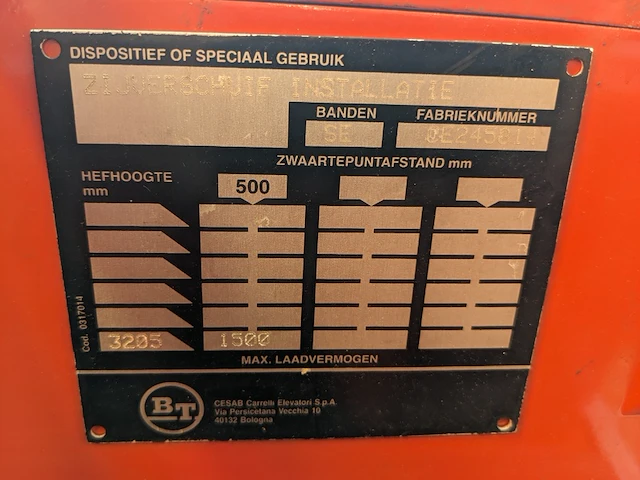 DISPOSITIEF OF SPECIAAL GEBRUIK
ZIJVERSCHUIF INSTALLATIE
BANDEN FABRIEKNUMMER
SE
ZWAARTEPUNTAFSTAND mm
HEFHOOGTE
mm
500
3205 1500
MAX. LAADVERMOGEN
Cod. 0317014
BT
CESAB Carrelli Elevatori S.p.A.
Via Persicetana Vecchia 10
40132 Bologna